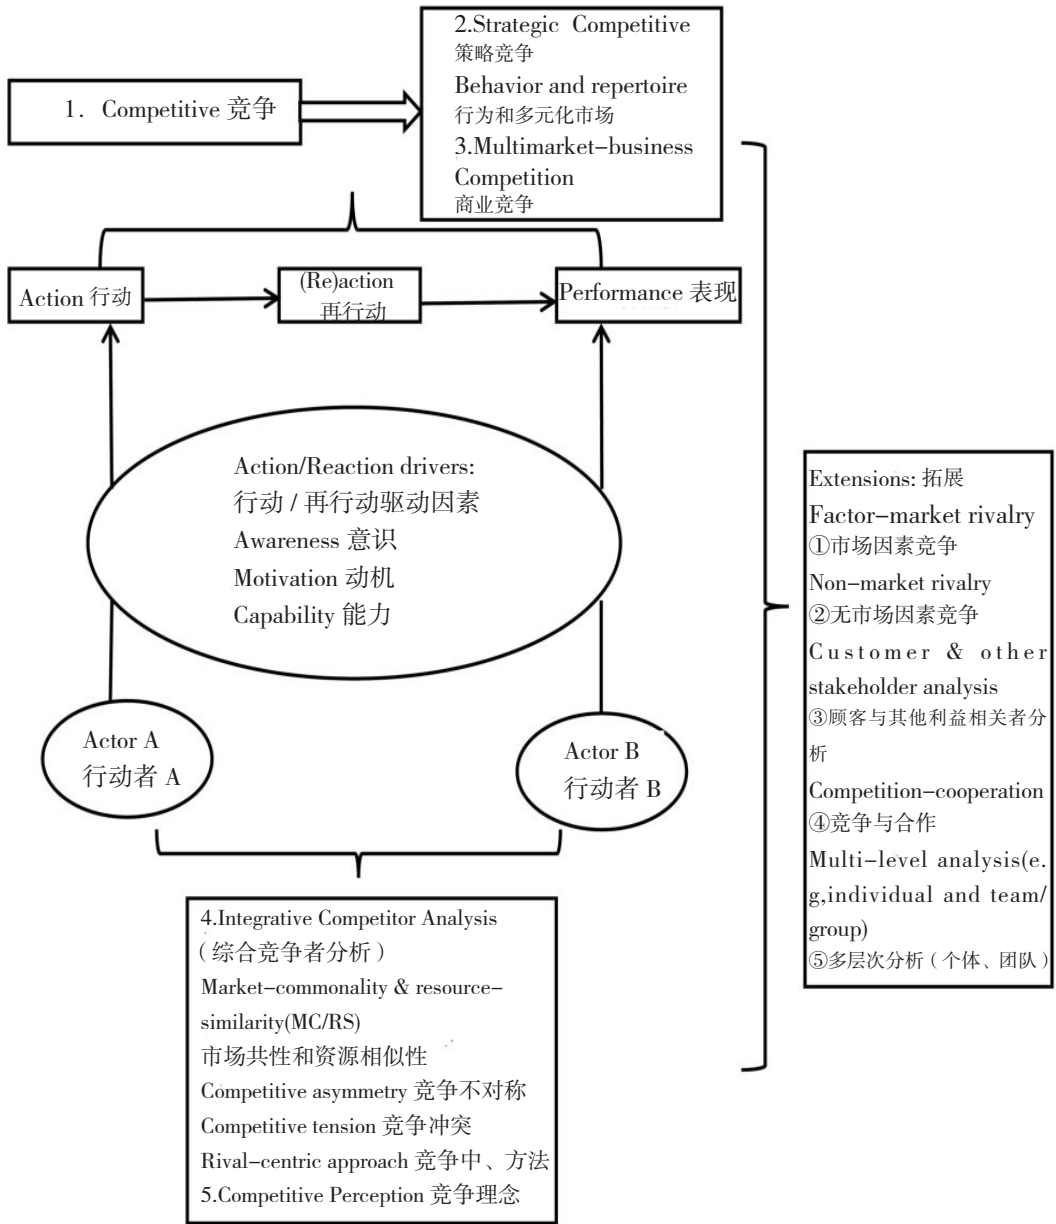 1. Competitive 竞争
2.Strategic Competitive
策略竞争
Behavior and repertoire
行为和多元化市场
3.Multimarket-business
Competition
商业竞争
Action 行动
(Re)action
再行动
Performance 表现
Action/Reaction drivers:
行动 / 再行动驱动因素
Awareness 意识
Motivation 动机
Capability 能力
Actor A
行动者 A
Actor B
行动者 B
4.Integrative Competitor Analysis
（综合竞争者分析）
Market-commonality & resource-
similarity(MC/RS)
市场共性和资源相似性
Competitive asymmetry 竞争不对称
Competitive tension 竞争冲突
Rival-centric approach 竞争中、方法
5.Competitive Perception 竞争理念
Extensions: 拓展
Factor-market rivalry
①市场因素竞争
Non-market rivalry
②无市场因素竞争
Customer & other
stakeholder analysis
③顾客与其他利益相关者分
析
Competition-cooperation
④竞争与合作
Multi-level analysis(e.
g,individual and team/
group)
⑤多层次分析（个体、团队）